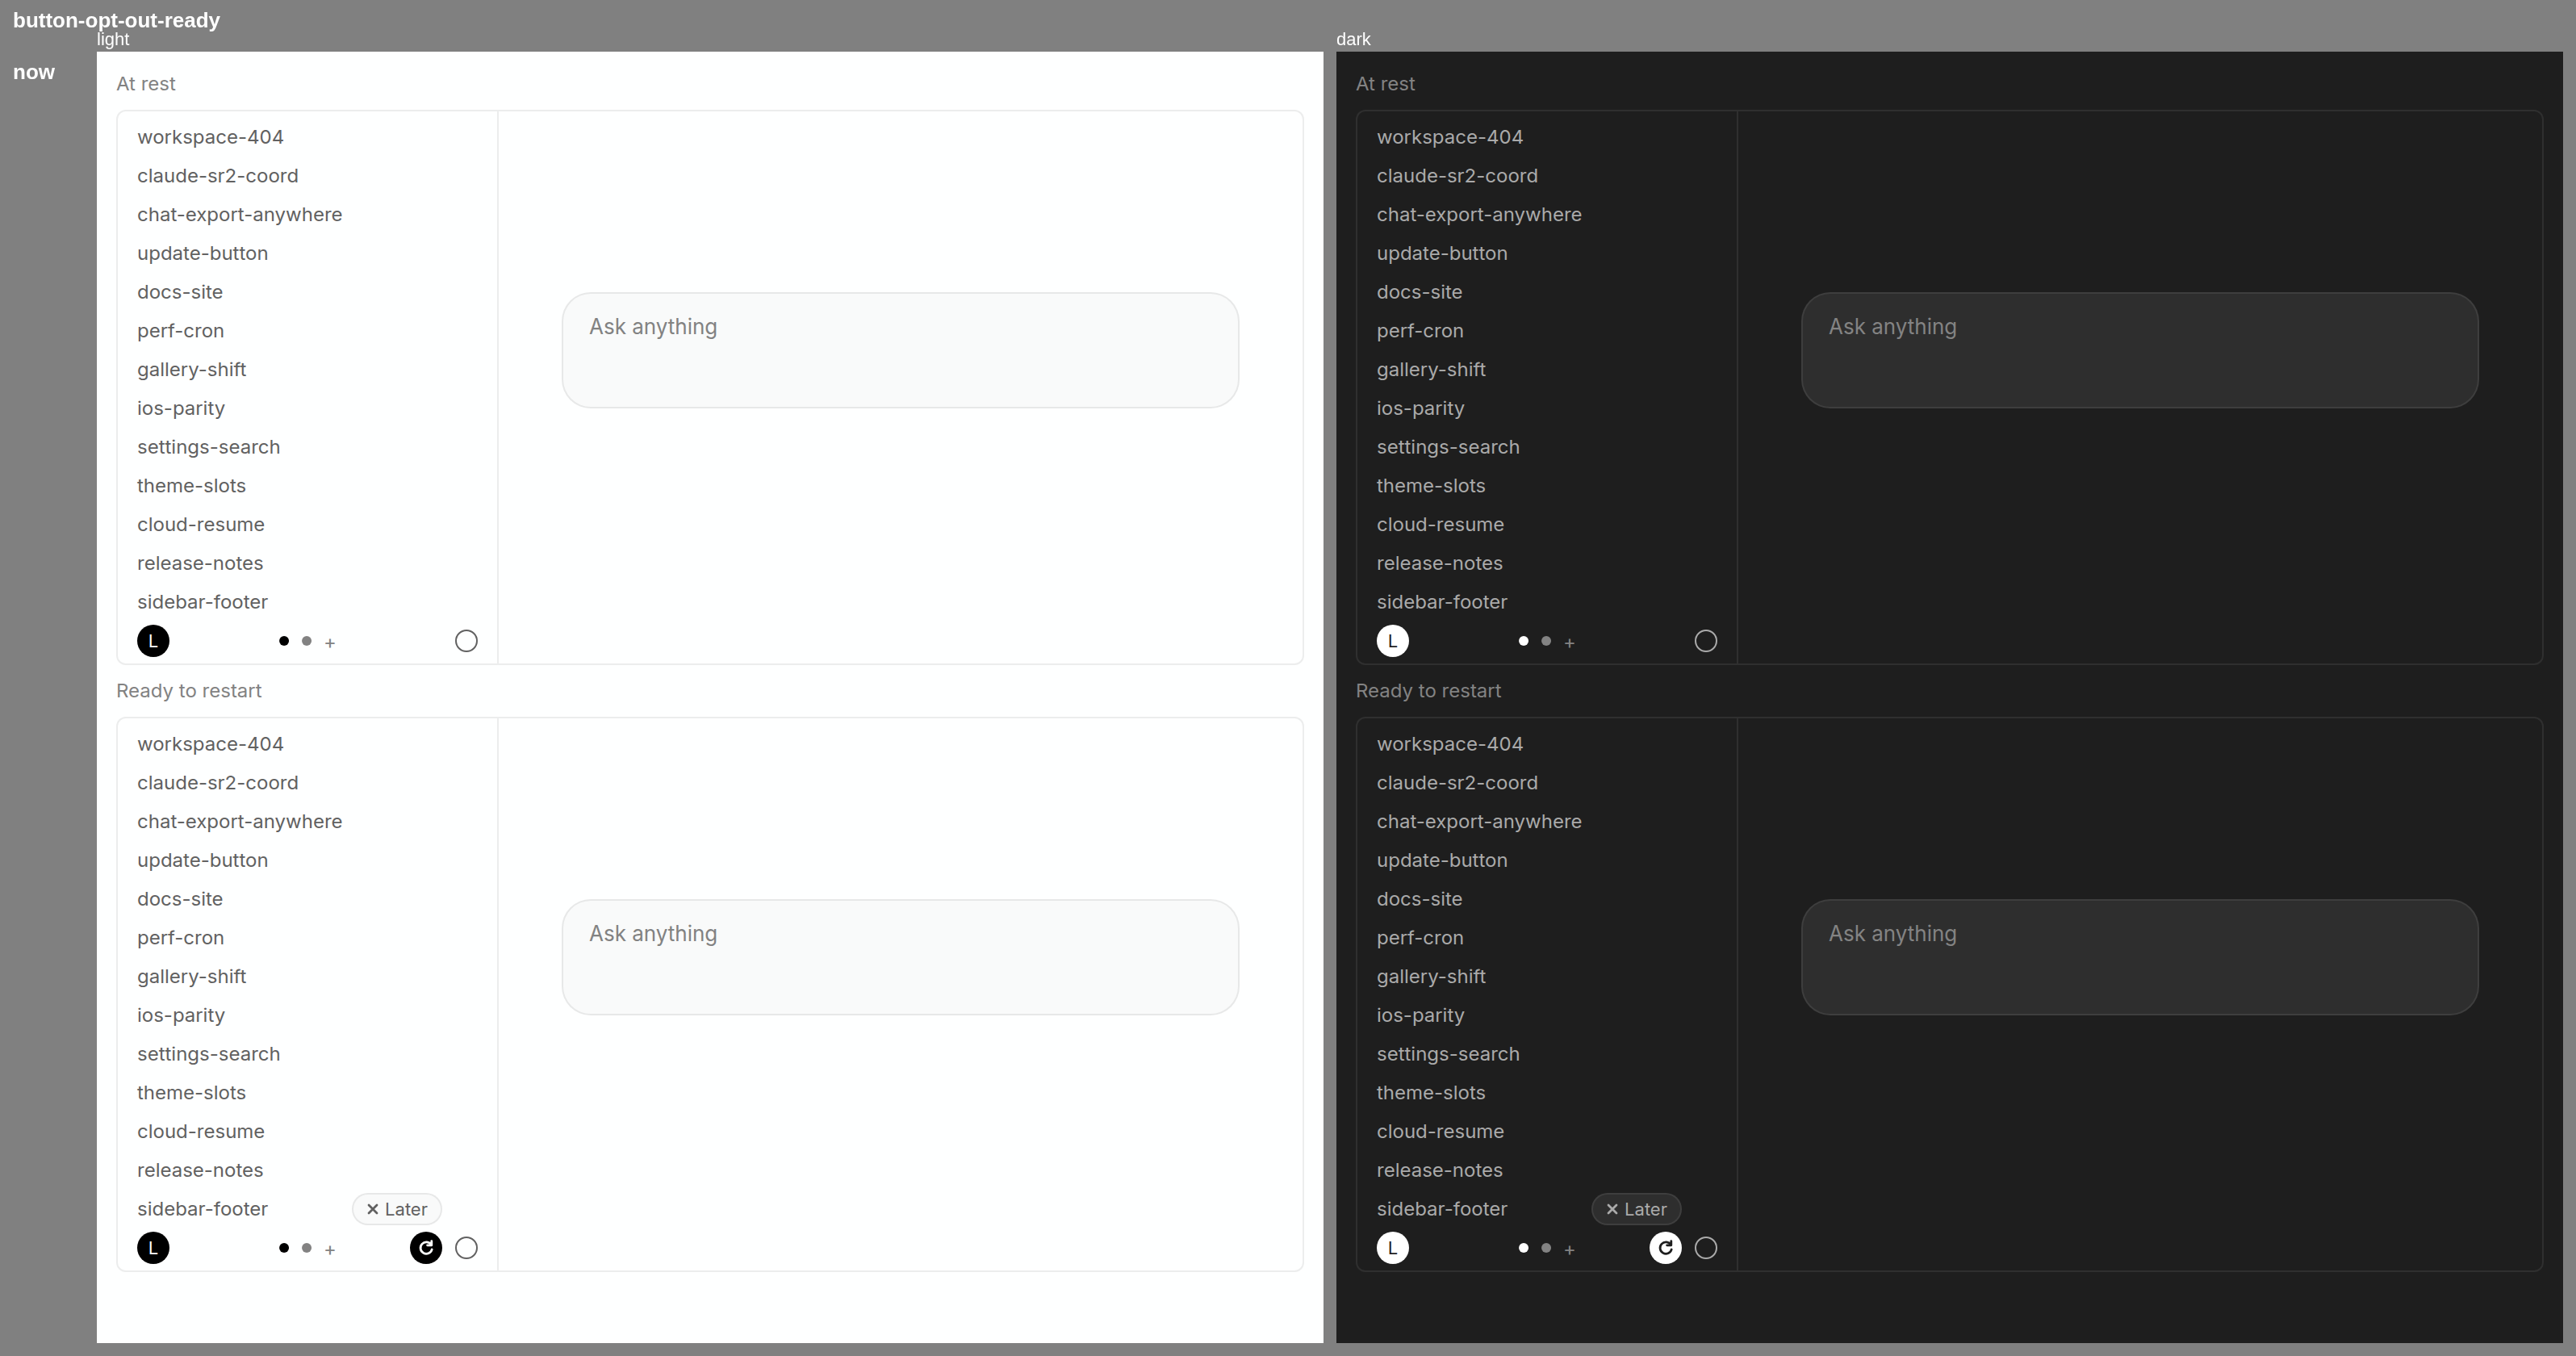 button-opt-out-ready
light
now
At rest
workspace-404
claude-sr2-coord
chat-export-anywhere
update-button
docs-site
perf-cron
gallery-shift
ios-parity
settings-search
theme-slots
cloud-resume
release-notes
sidebar-footer
L
+
Ask anything
Ready to restart
workspace-404
claude-sr2-coord
chat-export-anywhere
update-button
docs-site
perf-cron
gallery-shift
ios-parity
settings-search
theme-slots
cloud-resume
release-notes
sidebar-footer
✕ Later
L
+
Ask anything
dark
At rest
workspace-404
claude-sr2-coord
chat-export-anywhere
update-button
docs-site
perf-cron
gallery-shift
ios-parity
settings-search
theme-slots
cloud-resume
release-notes
sidebar-footer
L
+
Ask anything
Ready to restart
workspace-404
claude-sr2-coord
chat-export-anywhere
update-button
docs-site
perf-cron
gallery-shift
ios-parity
settings-search
theme-slots
cloud-resume
release-notes
sidebar-footer
✕ Later
L
+
Ask anything